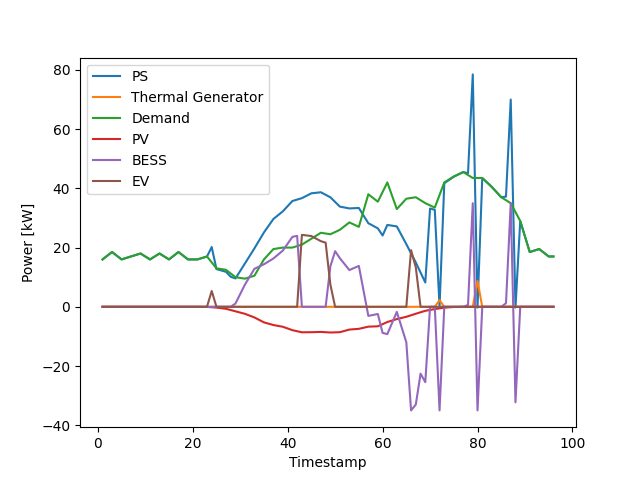 80
60
40
20
0
−20
−40
Power [kW]
PS
Thermal Generator
Demand
PV
BESS
EV
0
20
40
60
80
100
Timestamp